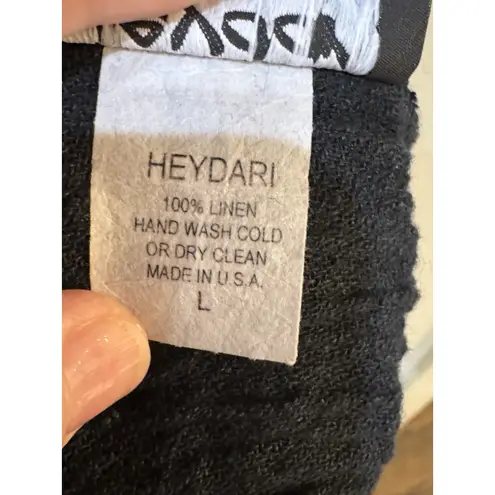 HEYDARI
100% LINEN
HAND WASH COLD
OR DRY CLEAN
MADE IN U.S.A.
L